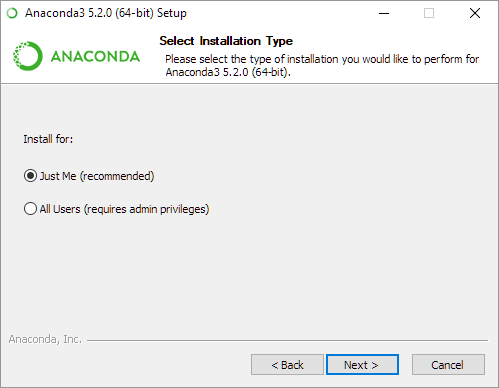 Anaconda3 5.2.0 (64-bit) Setup
ANACONDA
Select Installation Type
Please select the type of installation you would like to perform for
Anaconda3 5.2.0 (64-bit).
Install for:
Just Me (recommended)
All Users (requires admin privileges)
Anaconda, Inc.
< Back
Next >
Cancel